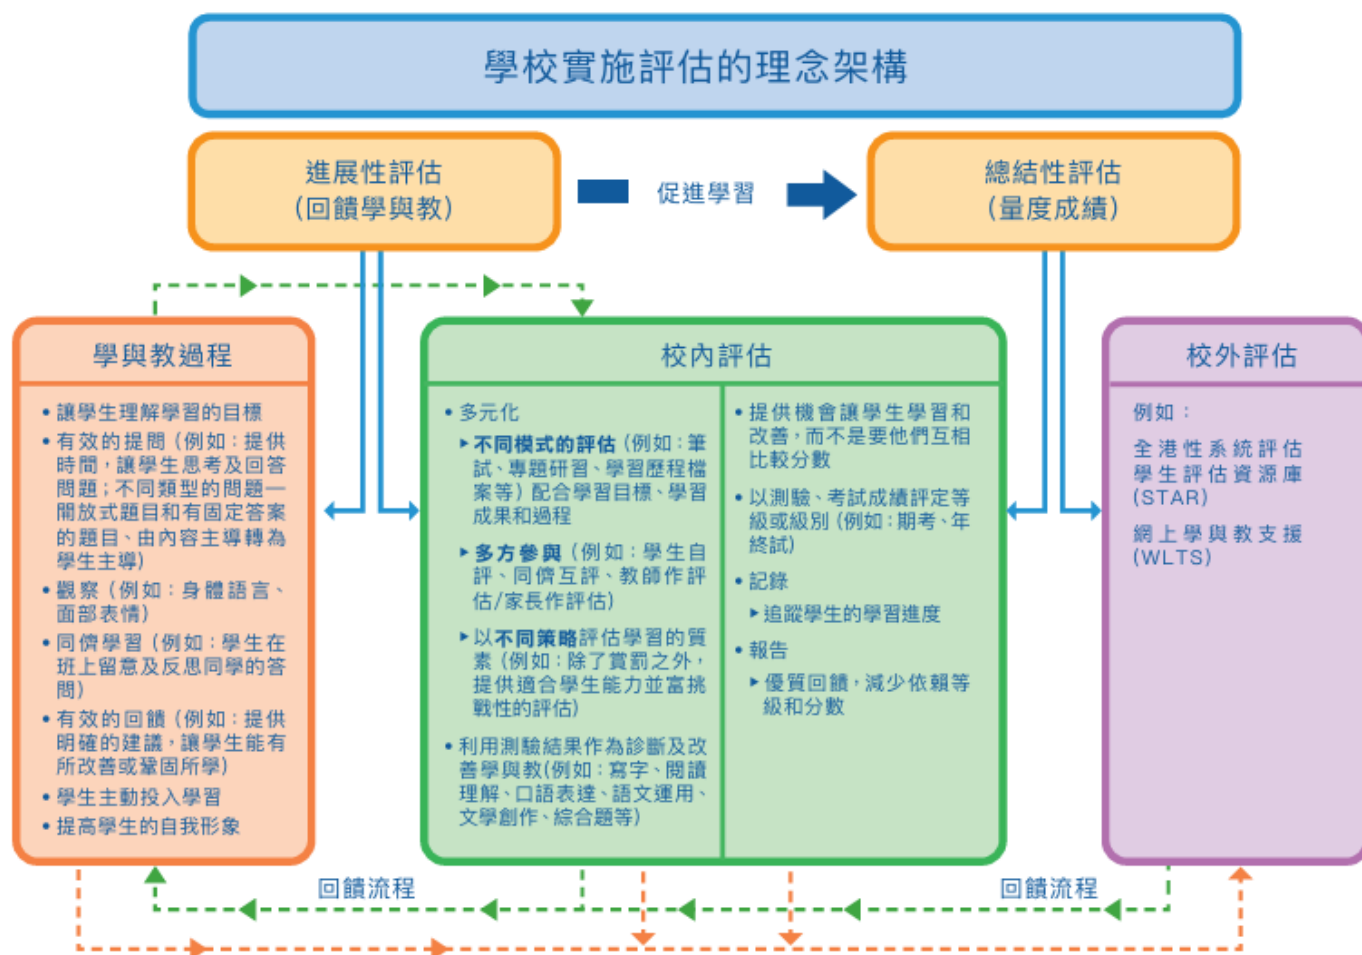 學校實施評估的理念架構
進展性評估
（回饋學與教）
促進學習
總結性評估
（量度成績）
學與教過程
• 讓學生理解學習的目標
• 有效的提問（例如：提供
時間，讓學生思考及回答
問題；不同類型的問題—
開放式題目和有固定答案
的題目、由內容主導轉為
學生主導）
• 觀察（例如：身體語言、
面部表情）
• 同儕學習（例如：學生在
班上留意及反思同學的答
問）
• 有效的回饋（例如：提供
明確的建議，讓學生能有
所改善或鞏固所學）
• 學生主動投入學習
• 提高學生的自我形象
校內評估
• 多元化
▸ 不同模式的評估（例如：筆
試、專題研習、學習歷程檔
案等）配合學習目標、學習
成果和過程
▸ 多方參與（例如：學生自
評、同儕互評、教師作評
估/家長作評估）
▸ 以不同策略評估學習的質
素（例如：除了賞罰之外，
提供適合學生能力並富挑
戰性的評估）
• 利用測驗結果作為診斷及改
善學與教(例如：寫字、閱讀
理解、口語表達、語文運用、
文學創作、綜合題等）
• 提供機會讓學生學習和
改善，而不是要他們互相
比較分數
• 以測驗、考試成績評定等
級或級別（例如：期考、年
終試）
• 記錄
▸ 追蹤學生的學習進度
• 報告
▸ 優質回饋，減少依賴等
級和分數
校外評估
例如：
全港性系統評估
學生評估資源庫
(STAR)
網上學與教支援
(WLTS)
回饋流程
回饋流程